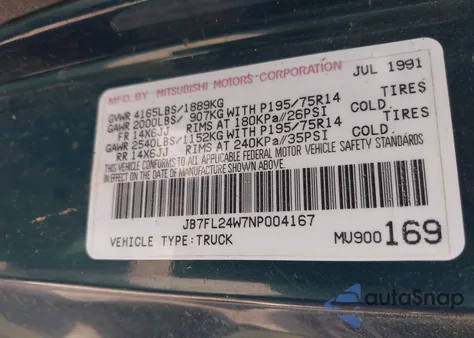 MFD. BY MITSUBISHI MOTORS CORPORATION JUL 1991
GVWR 4165LBS/1889KG
GAWR 2000LBS/ 907KG WITH P195/75R14 TIRES
FR 14X6JJ RIMS AT 180KPA/26PSI COLD.
GAWR 2540LBS/1152KG WITH P195/75R14 TIRES
RR 14X6JJ RIMS AT 240KPA/35PSI COLD.
THIS VEHICLE CONFORMS TO ALL APPLICABLE FEDERAL MOTOR VEHICLE SAFETY STANDARDS
IN EFFECT ON THE DATE OF MANUFACTURE SHOWN ABOVE.
JB7FL24W7NP004167
VEHICLE TYPE:TRUCK MU900169
autoSnap